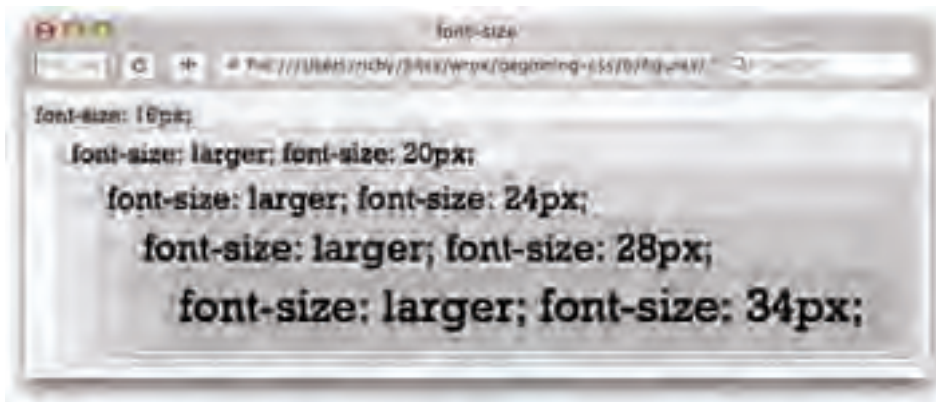 font-size
font-size: 16px;
font-size: larger; font-size: 20px;
font-size: larger; font-size: 24px;
font-size: larger; font-size: 28px;
font-size: larger; font-size: 34px;